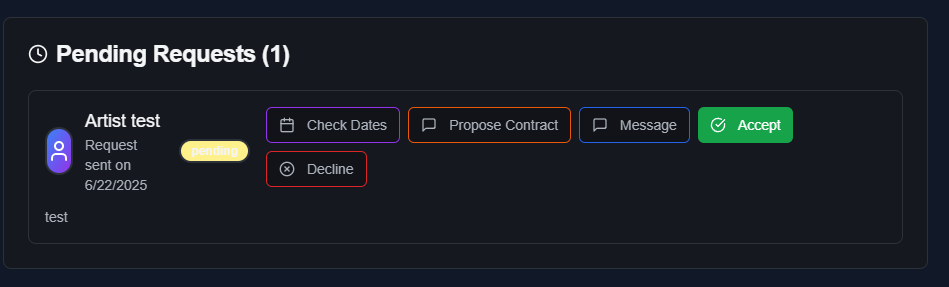 Pending Requests (1)
Artist test
Request
sent on
6/22/2025
pending
Check Dates
Propose Contract
Message
Accept
Decline
test